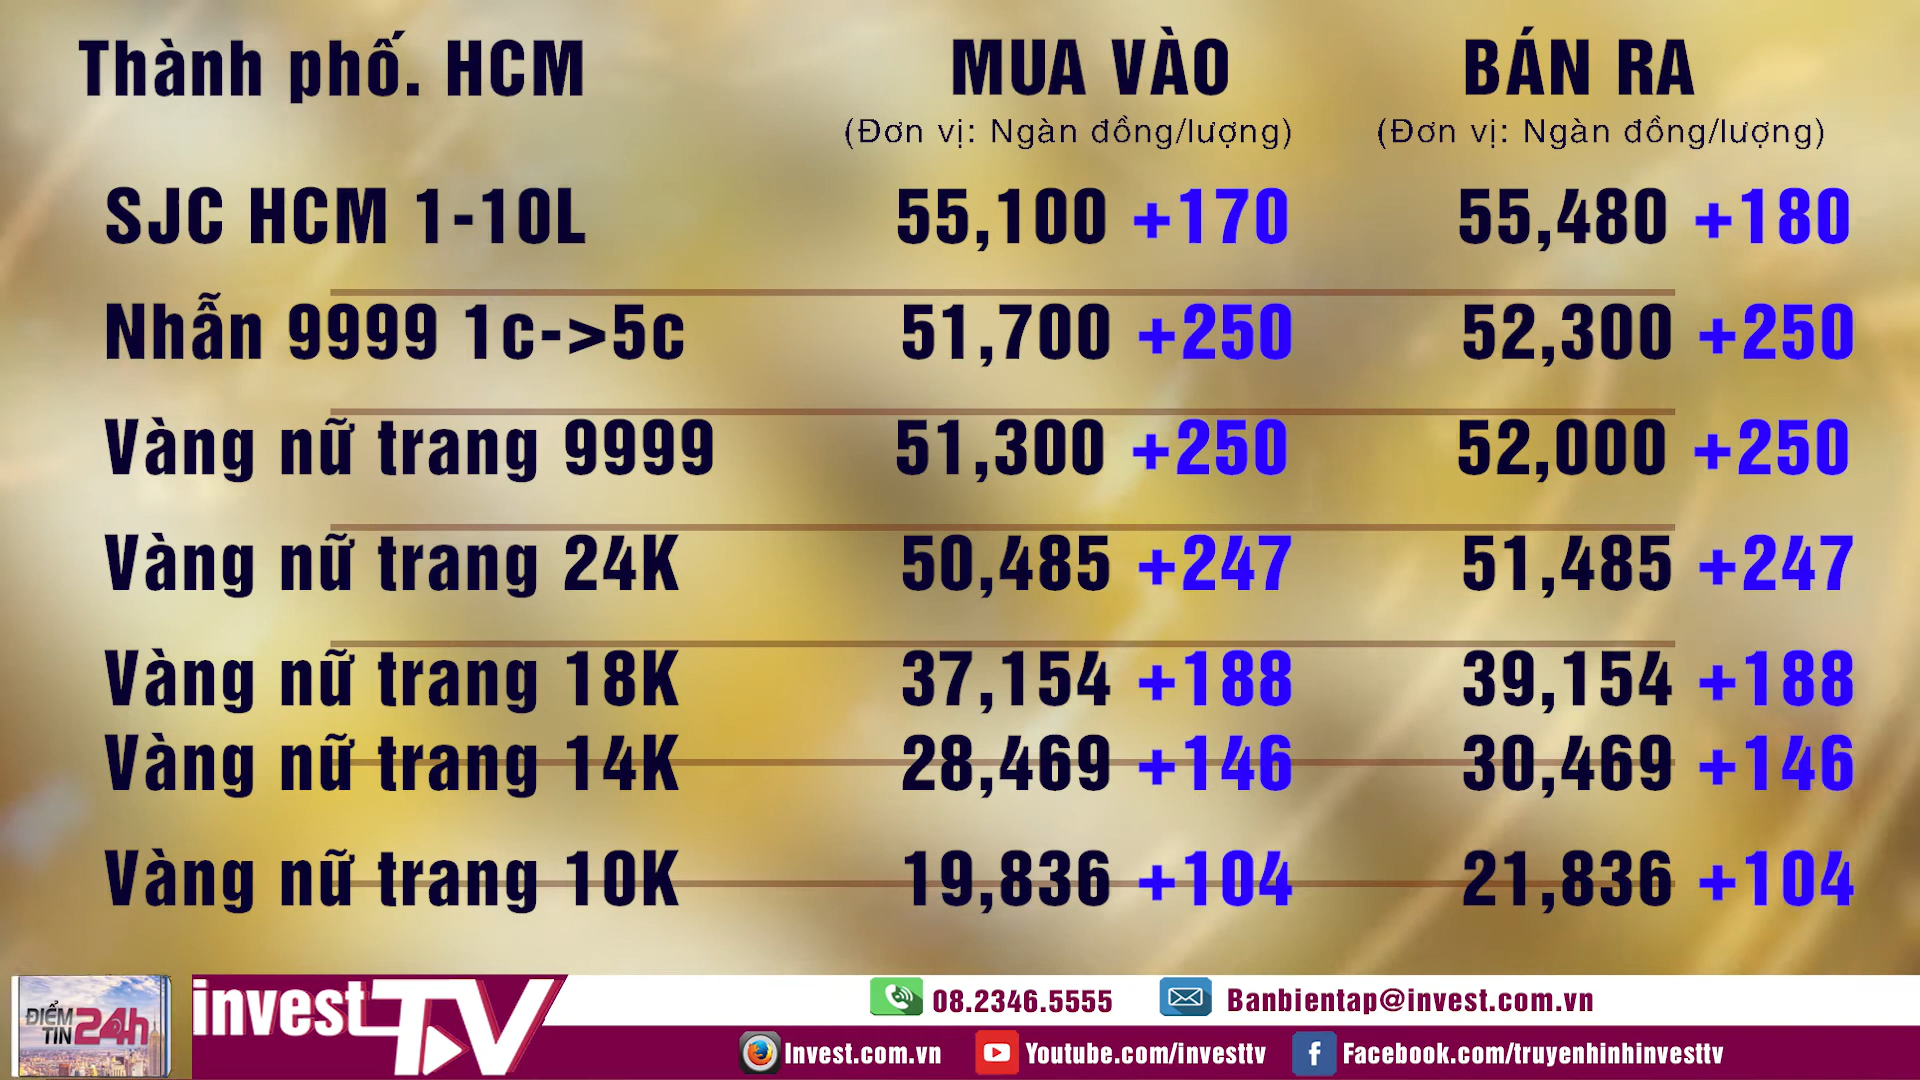 Thành phố. HCM MUA VÀO BÁN RA
(Đơn vị: Ngàn đồng/lượng) (Đơn vị: Ngàn đồng/lượng)
SJC HCM 1-10L 55,100 +170 55,480 +180
Nhẫn 9999 1c->5c 51,700 +250 52,300 +250
Vàng nữ trang 9999 51,300 +250 52,000 +250
Vàng nữ trang 24K 50,485 +247 51,485 +247
Vàng nữ trang 18K 37,154 +188 39,154 +188
Vàng nữ trang 14K 28,469 +146 30,469 +146
Vàng nữ trang 10K 19,836 +104 21,836 +104
ĐIỂM TIN 24h
invest TV
08.2346.5555 Banbientap@invest.com.vn
Invest.com.vn Youtube.com/investtv Facebook.com/truyenhinhinvesttv